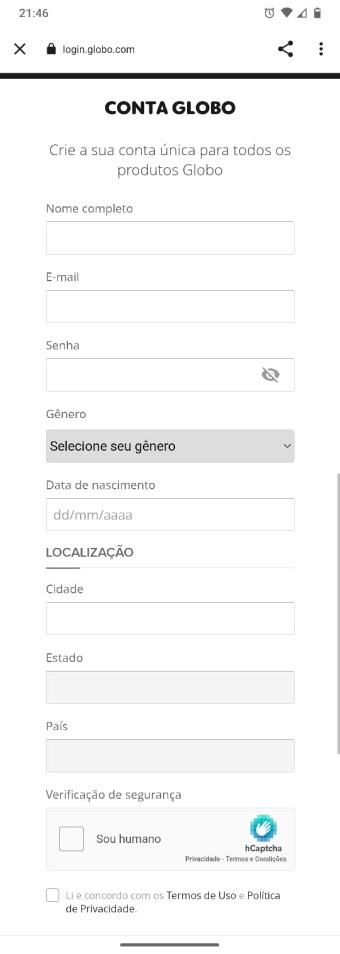 21:46
login.globo.com
CONTA GLOBO
Crie a sua conta única para todos os
produtos Globo
Nome completo
E-mail
Senha
Gênero
Selecione seu gênero
Data de nascimento
dd/mm/aaaa
LOCALIZAÇÃO
Cidade
Estado
País
Verificação de segurança
Sou humano
hCaptcha
Privacidade - Termos e Condições
Li e concordo com os Termos de Uso e Política
de Privacidade.